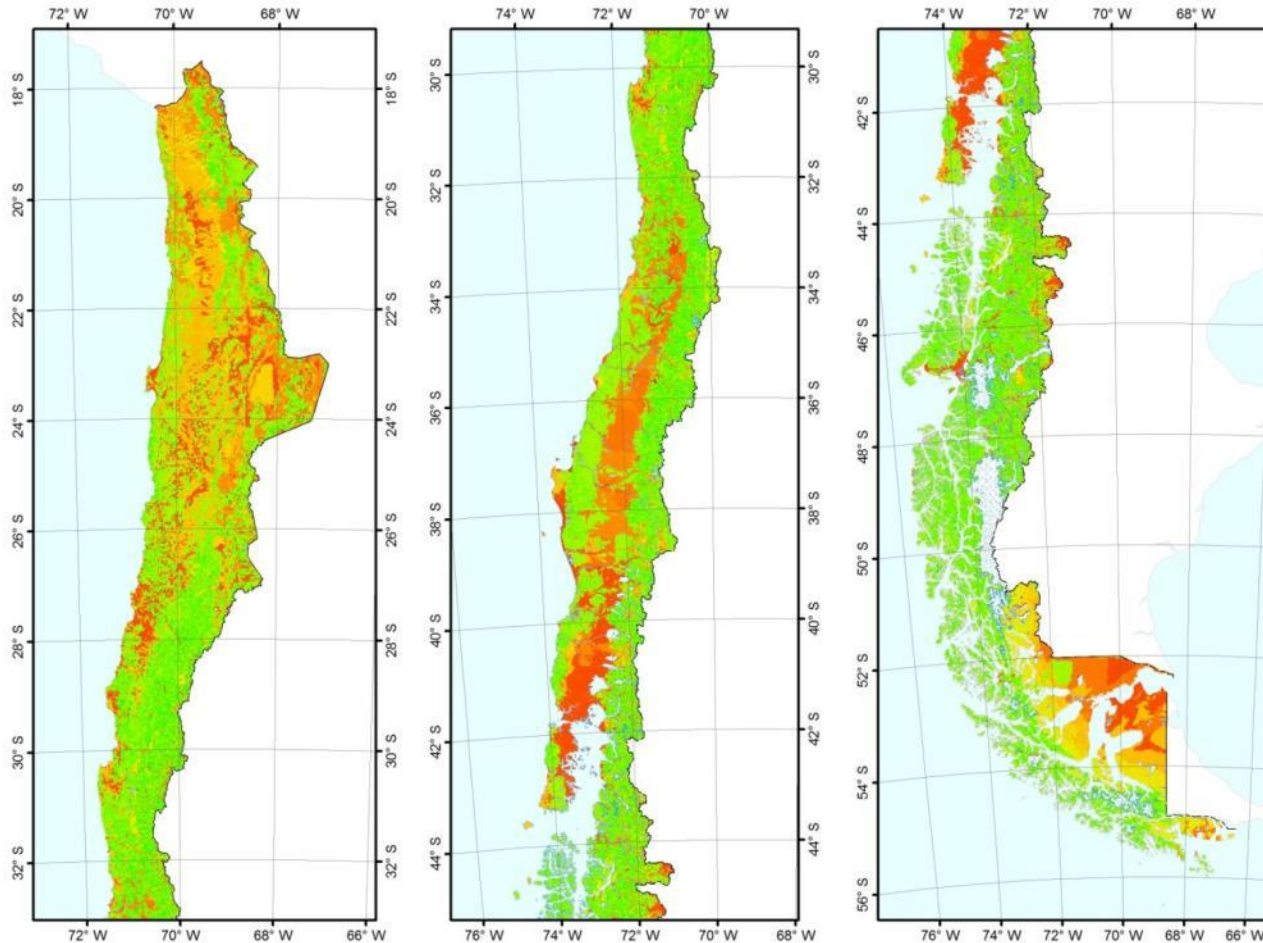 72° W 70° W 68° W
18° S 18° S
20° S 20° S
22° S 22° S
24° S 24° S
26° S 26° S
28° S 28° S
30° S 30° S
32° S 32° S
72° W 70° W 68° W 66° W
74° W 72° W 70° W
30° S 30° S
32° S 32° S
34° S 34° S
36° S 36° S
38° S 38° S
40° S 40° S
42° S 42° S
44° S 44° S
76° W 74° W 72° W 70° W 68° W
74° W 72° W 70° W 68° W
42° S
44° S
46° S
48° S
50° S
52° S
54° S
56° S
76° W 74° W 72° W 70° W 68° W 66° W